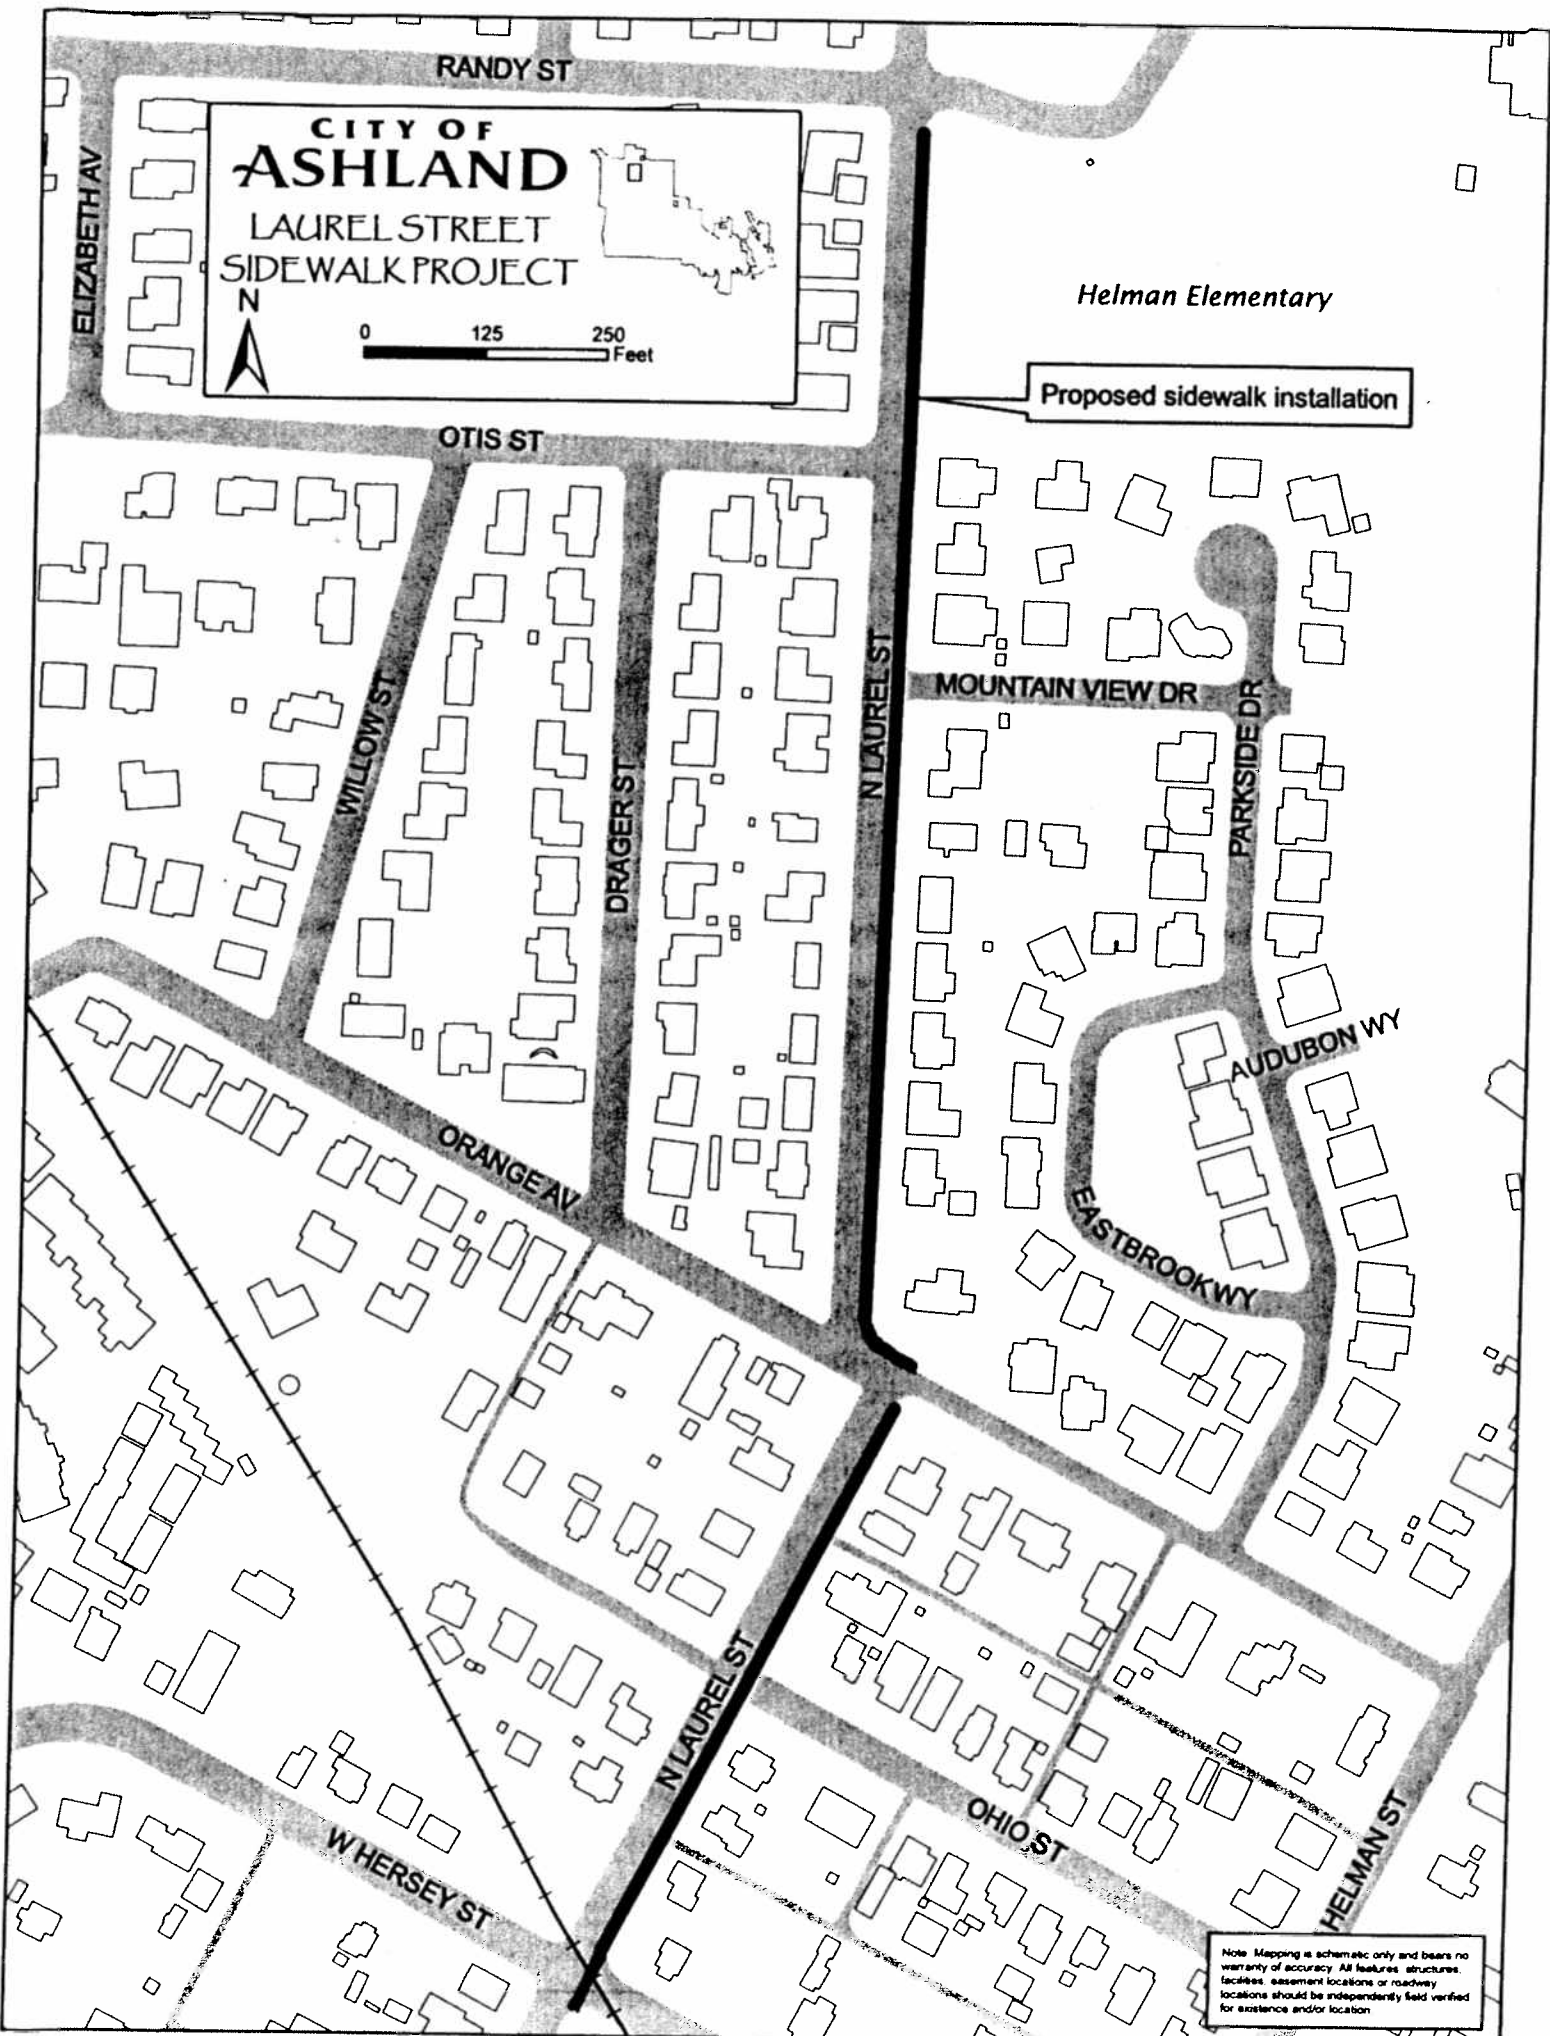 RANDY ST
CITY OF
ASHLAND
LAUREL STREET
SIDEWALK PROJECT
N
0 125 250
Feet
ELIZABETH AV
Helman Elementary
Proposed sidewalk installation
OTIS ST
N LAUREL ST
MOUNTAIN VIEW DR
WILLOW ST
DRAGER ST
PARKSIDE DR
AUDUBON WY
ORANGE AV
EASTBROOK WY
N LAUREL ST
OHIO ST
W HERSEY ST
HELMAN ST
Note: Mapping is schematic only and bears no
warranty of accuracy. All features, structures,
facilities, easement locations or roadway
locations should be independently field verified
for existence and/or location.